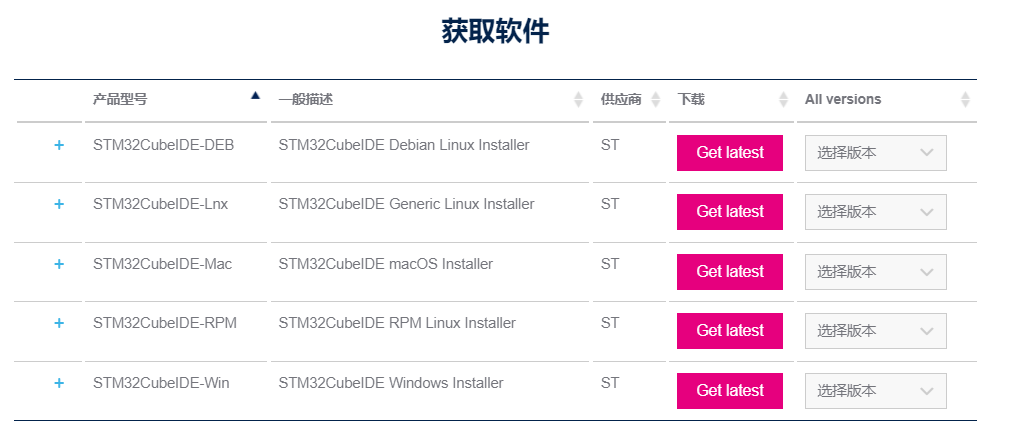 获取软件
产品型号 一般描述 供应商 下载 All versions
+ STM32CubeIDE-DEB STM32CubeIDE Debian Linux Installer ST Get latest 选择版本
+ STM32CubeIDE-Lnx STM32CubeIDE Generic Linux Installer ST Get latest 选择版本
+ STM32CubeIDE-Mac STM32CubeIDE macOS Installer ST Get latest 选择版本
+ STM32CubeIDE-RPM STM32CubeIDE RPM Linux Installer ST Get latest 选择版本
+ STM32CubeIDE-Win STM32CubeIDE Windows Installer ST Get latest 选择版本